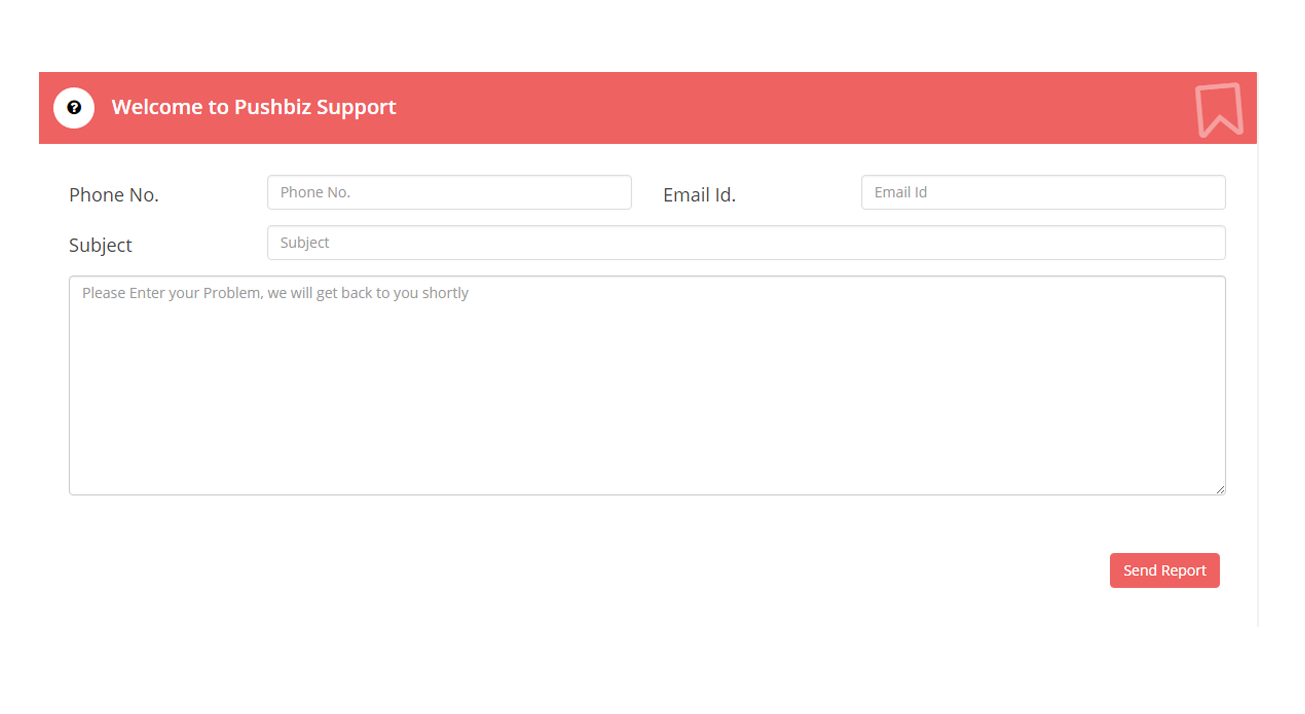 Welcome to Pushbiz Support
Phone No.
Phone No.
Email Id.
Email Id
Subject
Subject
Please Enter your Problem, we will get back to you shortly
Send Report